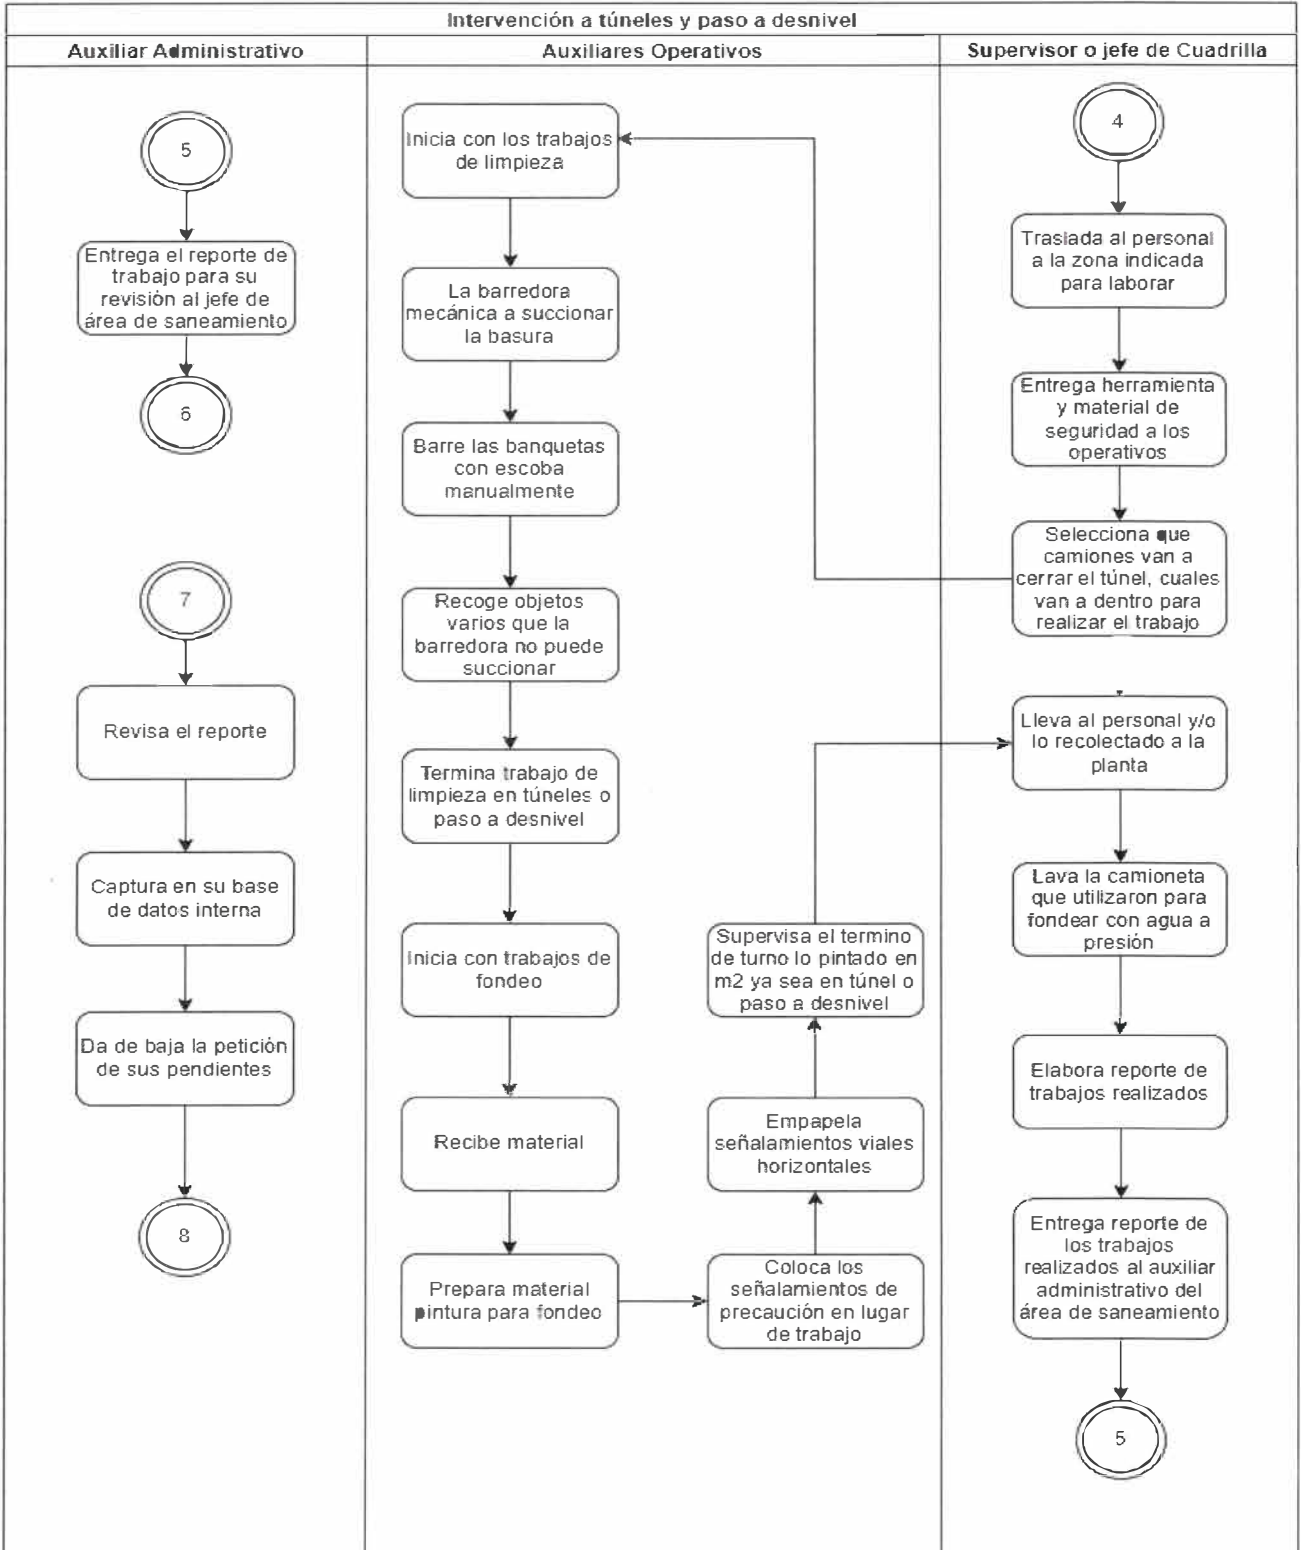 Intervención a túneles y paso a desnivel
Auxiliar Administrativo
Auxiliares Operativos
Supervisor o jefe de Cuadrilla
5
Entrega el reporte de
trabajo para su
revisión al jefe de
área de saneamiento
6
7
Revisa el reporte
Captura en su base
de datos interna
Da de baja la petición
de sus pendientes
8
Inicia con los trabajos
de limpieza
La barredora
mecánica a succionar
la basura
Barre las banquetas
con escoba
manualmente
Recoge objetos
varios que la
barredora no puede
succionar
Termina trabajo de
limpieza en túneles o
paso a desnivel
Inicia con trabajos de
fondeo
Recibe material
Prepara material
pintura para fondeo
Coloca los
señalamientos de
precaución en lugar
de trabajo
Empapela
señalamientos viales
horizontales
Supervisa el termino
de turno lo pintado en
m2 ya sea en túnel o
paso a desnivel
4
Traslada al personal
a la zona indicada
para laborar
Entrega herramienta
y material de
seguridad a los
operativos
Selecciona que
camiones van a
cerrar el túnel, cuales
van a dentro para
realizar el trabajo
Lleva al personal y/o
lo recolectado a la
planta
Lava la camioneta
que utilizaron para
fondear con agua a
presión
Elabora reporte de
trabajos realizados
Entrega reporte de
los trabajos
realizados al auxiliar
administrativo del
área de saneamiento
5